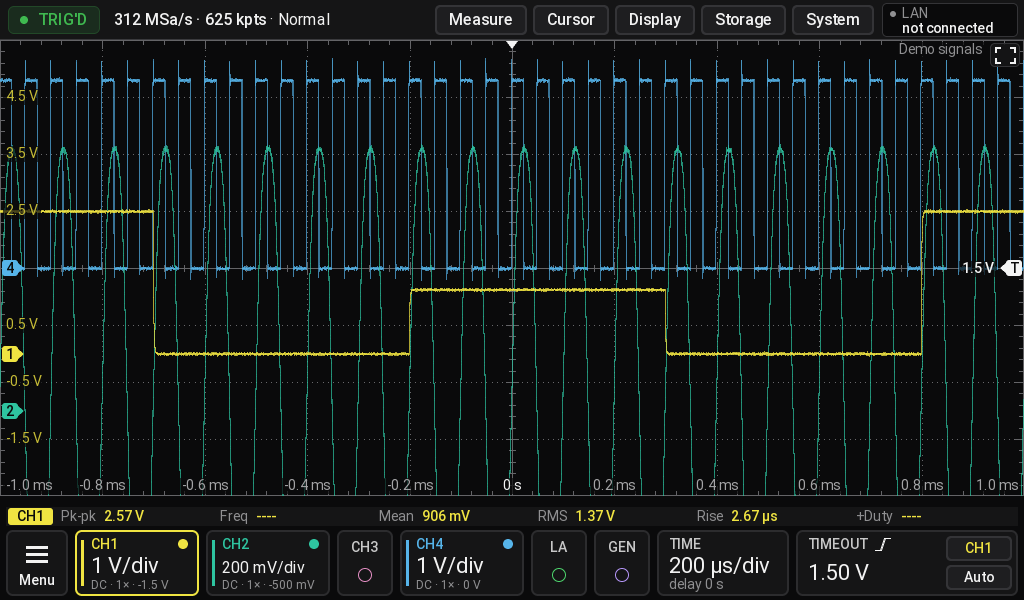 TRIG'D 312 MSa/s · 625 kpts · Normal Measure Cursor Display Storage System LAN
not connected
Demo signals
4.5 V
3.5 V
2.5 V
4 1.5 V T
0.5 V
1
-0.5 V
2
-1.5 V
-1.0 ms -0.8 ms -0.6 ms -0.4 ms -0.2 ms 0 s 0.2 ms 0.4 ms 0.6 ms 0.8 ms 1.0 ms
CH1 Pk-pk 2.57 V Freq ---- Mean 906 mV RMS 1.37 V Rise 2.67 µs +Duty ----
Menu
CH1
1 V/div
DC · 1× · -1.5 V
CH2
200 mV/div
DC · 1× · -500 mV
CH3
CH4
1 V/div
DC · 1× · 0 V
LA
GEN
TIME
200 µs/div
delay 0 s
TIMEOUT
1.50 V
CH1
Auto